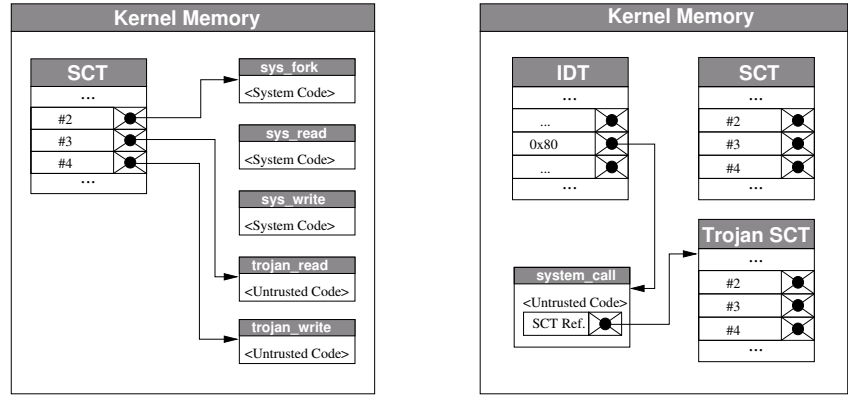 Kernel Memory
SCT
...
#2
#3
#4
...
sys_fork
<System Code>
sys_read
<System Code>
sys_write
<System Code>
trojan_read
<Untrusted Code>
trojan_write
<Untrusted Code>
Kernel Memory
IDT
...
...
0x80
...
...
SCT
...
#2
#3
#4
...
system_call
<Untrusted Code>
SCT Ref.
Trojan SCT
...
#2
#3
#4
...